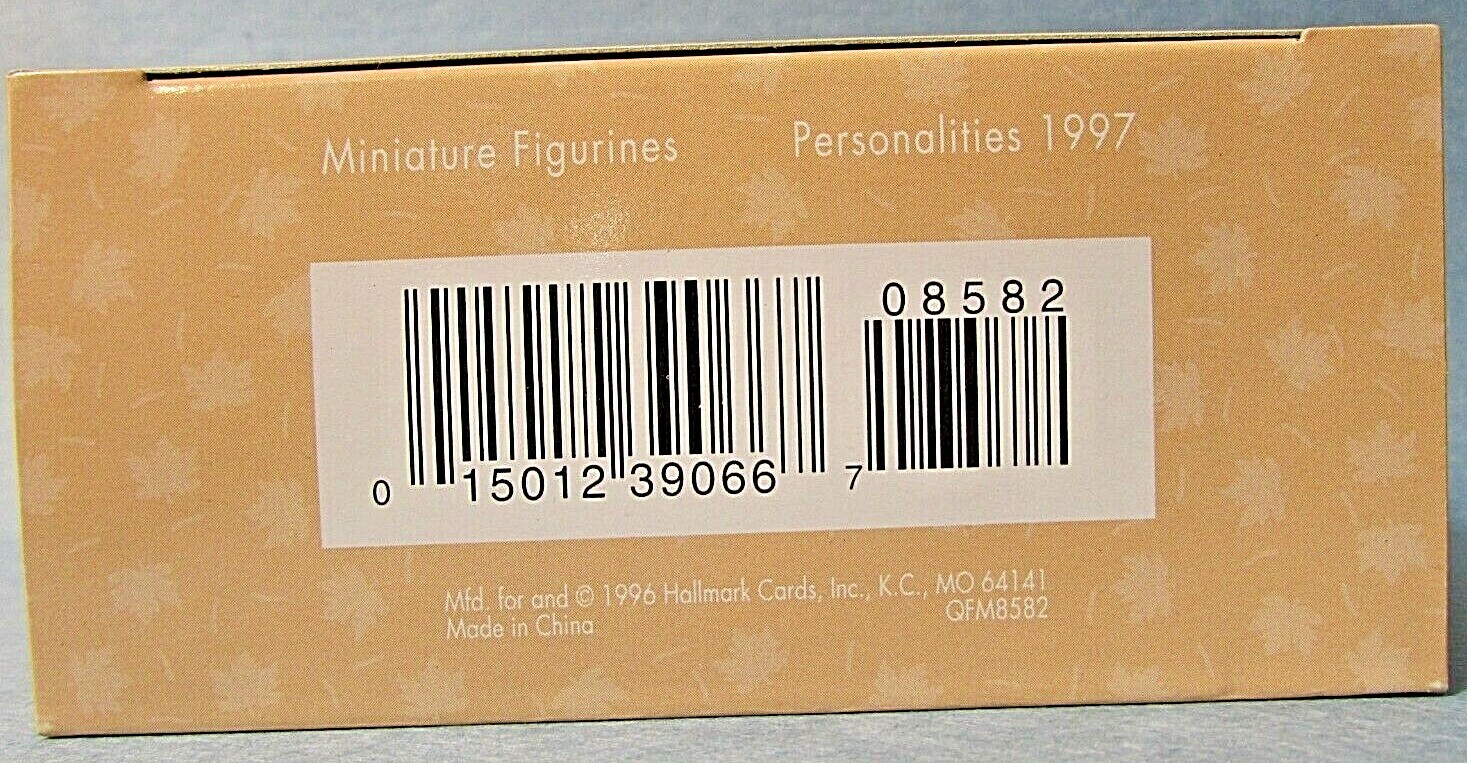 Miniature Figurines Personalities 1997
08582
0 15012 39066 7
Mfd. for and © 1996 Hallmark Cards, Inc., K.C., MO 64141
Made in China QFM8582